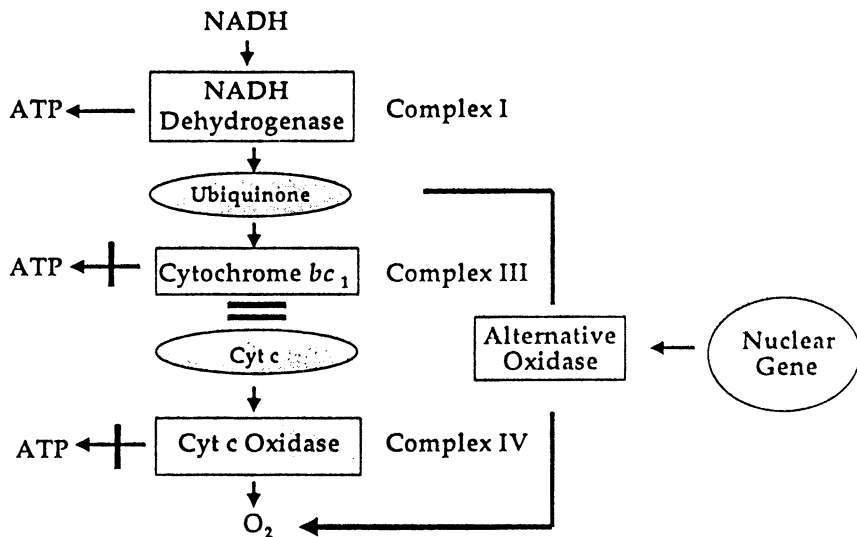 NADH
ATP
NADH
Dehydrogenase
Complex I
Ubiquinone
ATP
Cytochrome bc₁
Complex III
Cyt c
Alternative
Oxidase
Nuclear
Gene
ATP
Cyt c Oxidase
Complex IV
O₂